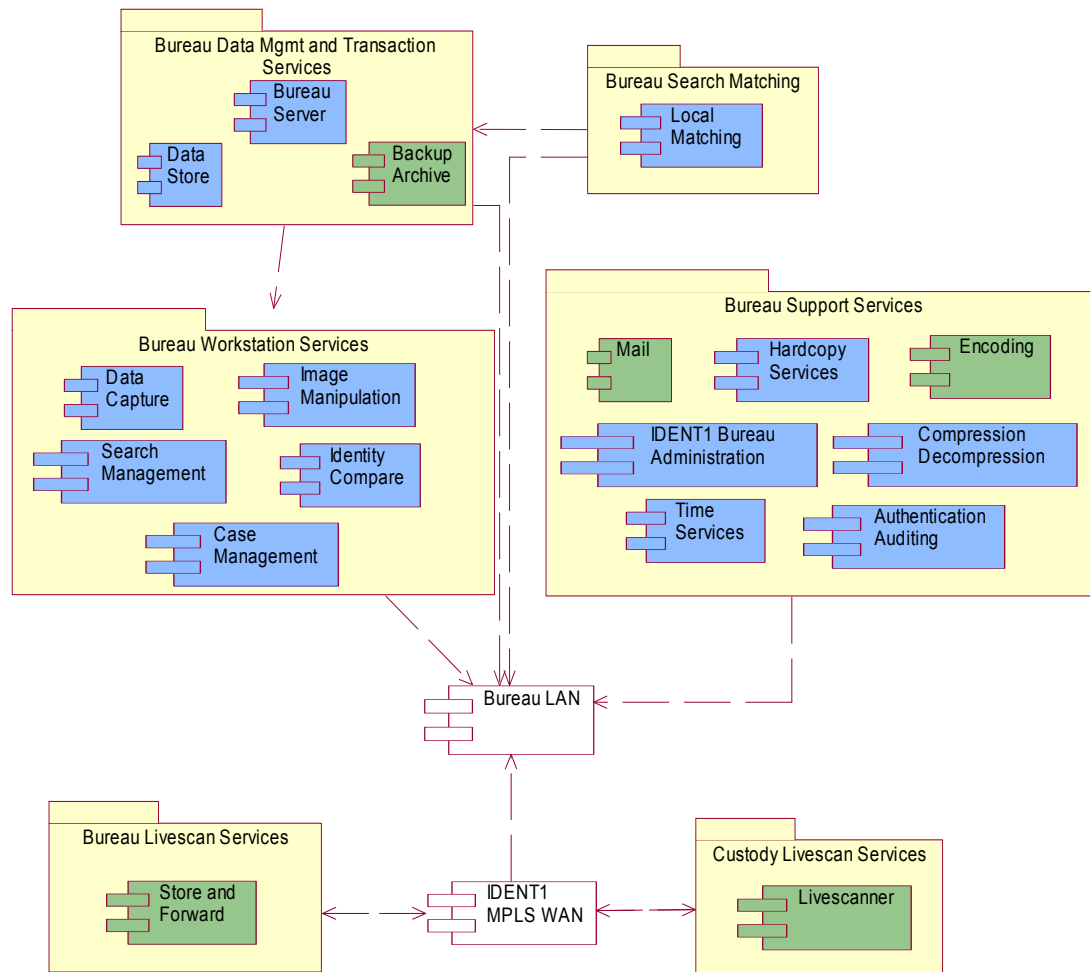 Bureau Data Mgmt and Transaction
Services
Bureau
Server
Data
Store
Backup
Archive
Bureau Search Matching
Local
Matching
Bureau Workstation Services
Data
Capture
Image
Manipulation
Search
Management
Identity
Compare
Case
Management
Bureau Support Services
Mail
Hardcopy
Services
Encoding
IDENT1 Bureau
Administration
Compression
Decompression
Time
Services
Authentication
Auditing
Bureau LAN
Bureau Livescan Services
Store and
Forward
IDENT1
MPLS WAN
Custody Livescan Services
Livescanner